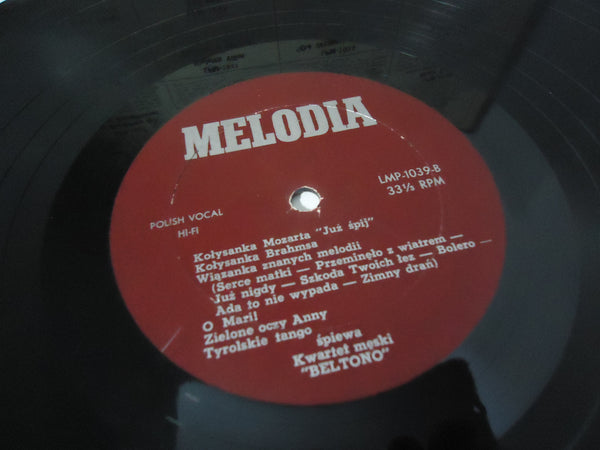 MELODIA
LMP-1039-B
33⅓ RPM
POLISH VOCAL
HI-FI
Kołysanka Mozarta "Już śpij"
Kołysanka Brahmsa
Wiązanka znanych melodii
(Serce matki — Przeminęło z wiatrem —
Już nigdy — Szkoda Twoich łez — Bolero —
Ada to nie wypada — Zimny drań)
O Mari!
Zielone oczy Anny
Tyrolskie tango
śpiewa
Kwartet męski
"BELTONO"